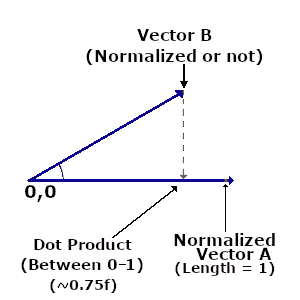 Vector B
(Normalized or not)
0,0
Dot Product
(Between 0-1)
(~0.75f)
Normalized
Vector A
(Length = 1)